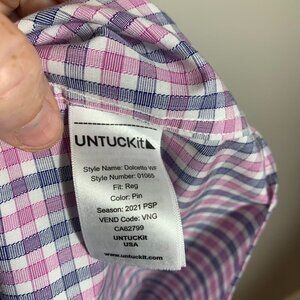 UNTUCKit
Style Name: Dolcetto WF
Style Number: 01065
Fit: Reg
Color: Pin
Season: 2021 PSP
VEND Code: VNG
CA62799
UNTUCKit
USA
www.untuckit.com